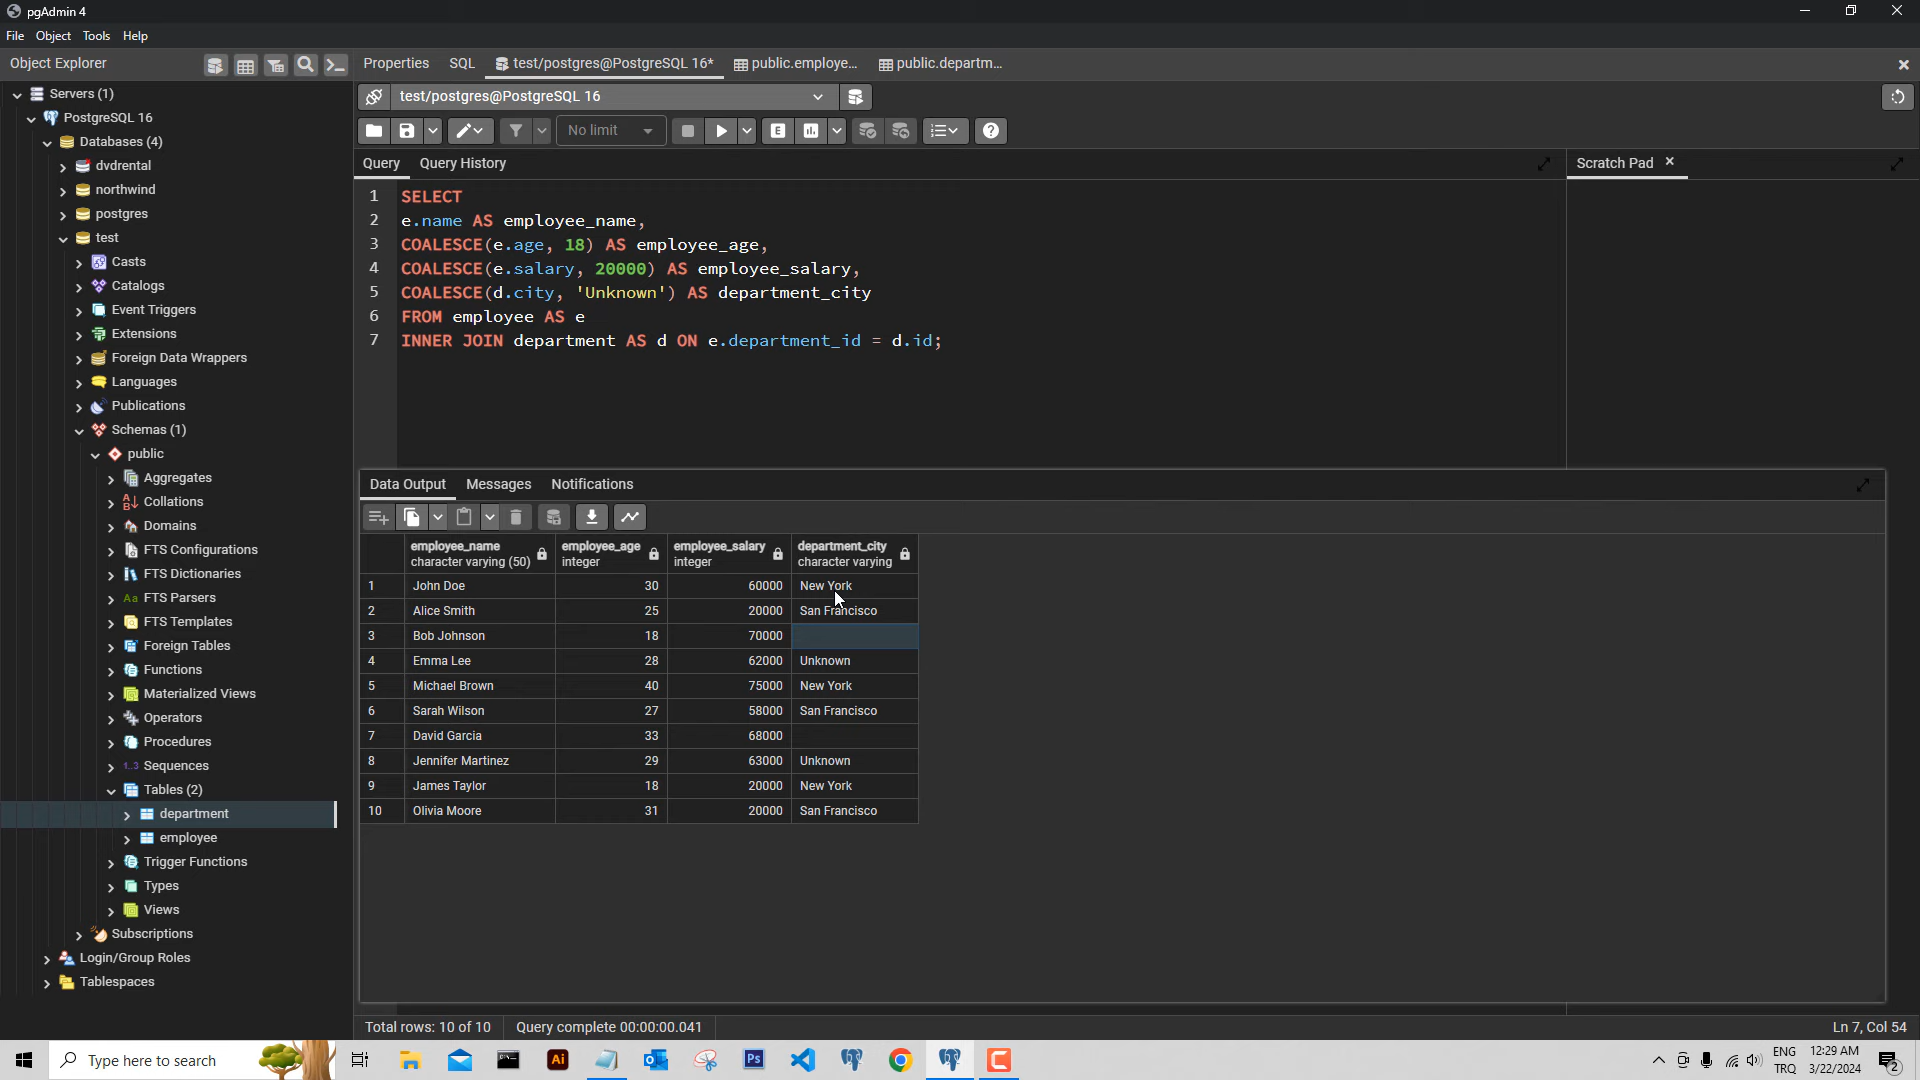 pgAdmin 4
File Object Tools Help
Object Explorer
Properties SQL test/postgres@PostgreSQL 16* public.employe... public.departm...
test/postgres@PostgreSQL 16
No limit
Query Query History
Scratch Pad
1 SELECT
2 e.name AS employee_name,
3 COALESCE(e.age, 18) AS employee_age,
4 COALESCE(e.salary, 20000) AS employee_salary,
5 COALESCE(d.city, 'Unknown') AS department_city
6 FROM employee AS e
7 INNER JOIN department AS d ON e.department_id = d.id;
Servers (1)
PostgreSQL 16
Databases (4)
dvdrental
northwind
postgres
test
Casts
Catalogs
Event Triggers
Extensions
Foreign Data Wrappers
Languages
Publications
Schemas (1)
public
Aggregates
Collations
Domains
FTS Configurations
FTS Dictionaries
Aa FTS Parsers
FTS Templates
Foreign Tables
Functions
Materialized Views
Operators
Procedures
1..3 Sequences
Tables (2)
department
employee
Trigger Functions
Types
Views
Subscriptions
Login/Group Roles
Tablespaces
Data Output Messages Notifications
employee_name employee_age employee_salary department_city
character varying (50) integer integer character varying
1 John Doe 30 60000 New York
2 Alice Smith 25 20000 San Francisco
3 Bob Johnson 18 70000
4 Emma Lee 28 62000 Unknown
5 Michael Brown 40 75000 New York
6 Sarah Wilson 27 58000 San Francisco
7 David Garcia 33 68000
8 Jennifer Martinez 29 63000 Unknown
9 James Taylor 18 20000 New York
10 Olivia Moore 31 20000 San Francisco
Total rows: 10 of 10 Query complete 00:00:00.041
Ln 7, Col 54
Type here to search
Ai
Ps
ENG
TRQ
12:29 AM
3/22/2024
2